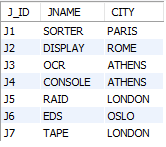 J_ID JNAME CITY
J1 SORTER PARIS
J2 DISPLAY ROME
J3 OCR ATHENS
J4 CONSOLE ATHENS
J5 RAID LONDON
J6 EDS OSLO
J7 TAPE LONDON